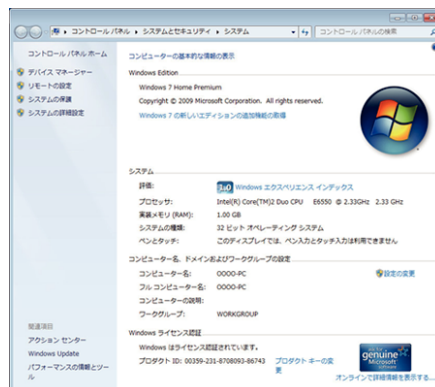 コントロール パネル ▸ システムとセキュリティ ▸ システム
コントロール パネルの検索
コントロール パネル ホーム
デバイス マネージャー
リモートの設定
システムの保護
システムの詳細設定
コンピューターの基本的な情報の表示
Windows Edition
Windows 7 Home Premium
Copyright © 2009 Microsoft Corporation. All rights reserved.
Windows 7 の新しいエディションの追加機能の取得
システム
評価: Windows エクスペリエンス インデックス
プロセッサ: Intel(R) Core(TM)2 Duo CPU E6550 @ 2.33GHz 2.33 GHz
実装メモリ (RAM): 1.00 GB
システムの種類: 32 ビット オペレーティング システム
ペンとタッチ: このディスプレイでは、ペン入力とタッチ入力は利用できません
コンピューター名、ドメインおよびワークグループの設定
コンピューター名: OOOO-PC
設定の変更
フル コンピューター名: OOOO-PC
コンピューターの説明:
ワークグループ: WORKGROUP
Windows ライセンス認証
Windows はライセンス認証されています。
プロダクト ID: 00359-231-8708093-86743
プロダクト キーの変更
genuine
Microsoft
オンラインで詳細情報を表示する...
関連項目
アクション センター
Windows Update
パフォーマンスの情報とツール